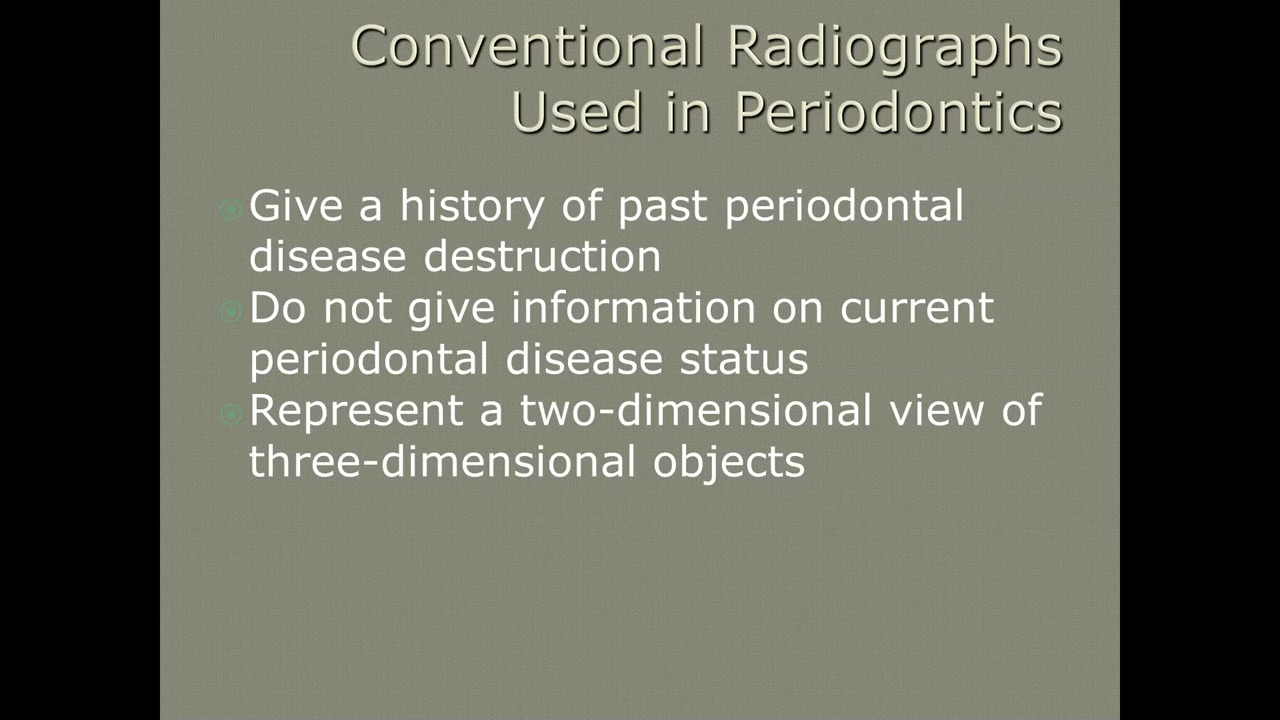 Conventional Radiographs
Used in Periodontics
Give a history of past periodontal
disease destruction
Do not give information on current
periodontal disease status
Represent a two-dimensional view of
three-dimensional objects